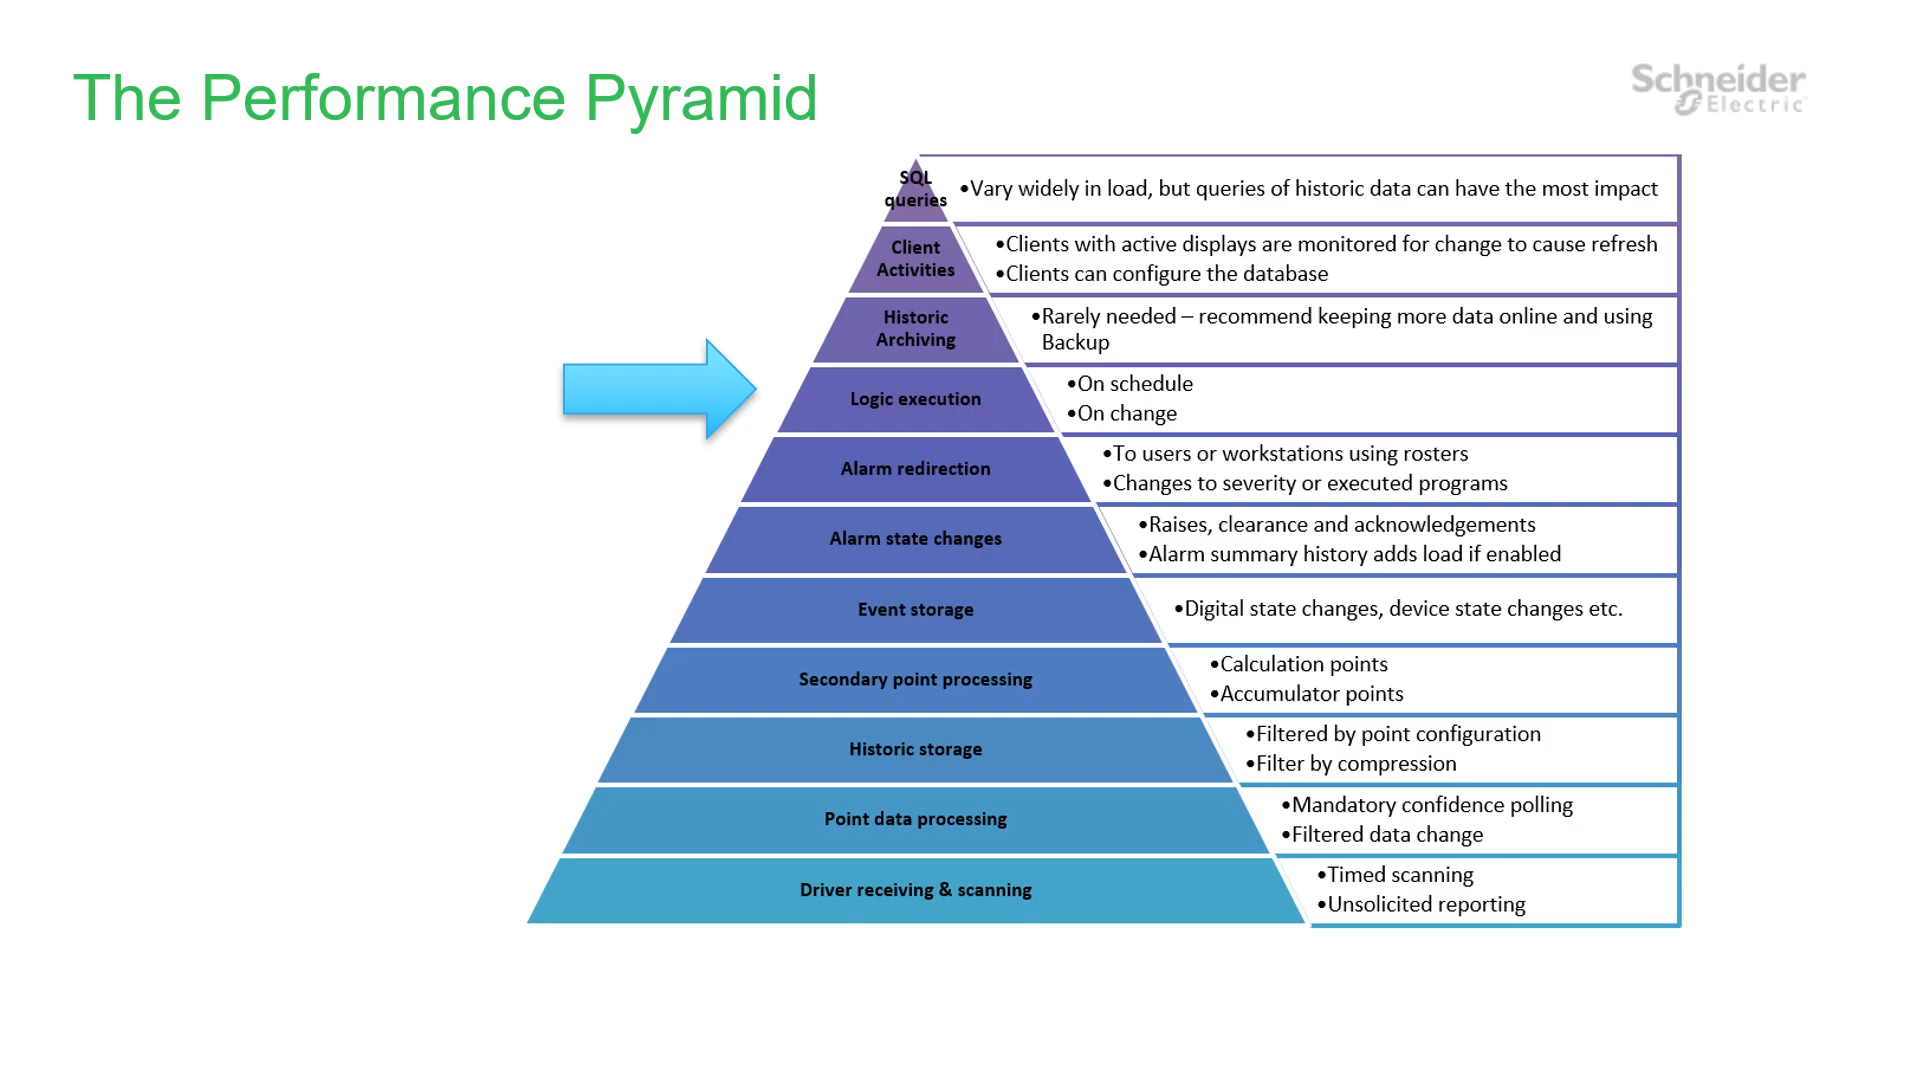 The Performance Pyramid
Schneider
Electric
SQL
queries
•Vary widely in load, but queries of historic data can have the most impact
Client
Activities
•Clients with active displays are monitored for change to cause refresh
•Clients can configure the database
Historic
Archiving
•Rarely needed – recommend keeping more data online and using
Backup
Logic execution
•On schedule
•On change
Alarm redirection
•To users or workstations using rosters
•Changes to severity or executed programs
Alarm state changes
•Raises, clearance and acknowledgements
•Alarm summary history adds load if enabled
Event storage
•Digital state changes, device state changes etc.
Secondary point processing
•Calculation points
•Accumulator points
Historic storage
•Filtered by point configuration
•Filter by compression
Point data processing
•Mandatory confidence polling
•Filtered data change
Driver receiving & scanning
•Timed scanning
•Unsolicited reporting